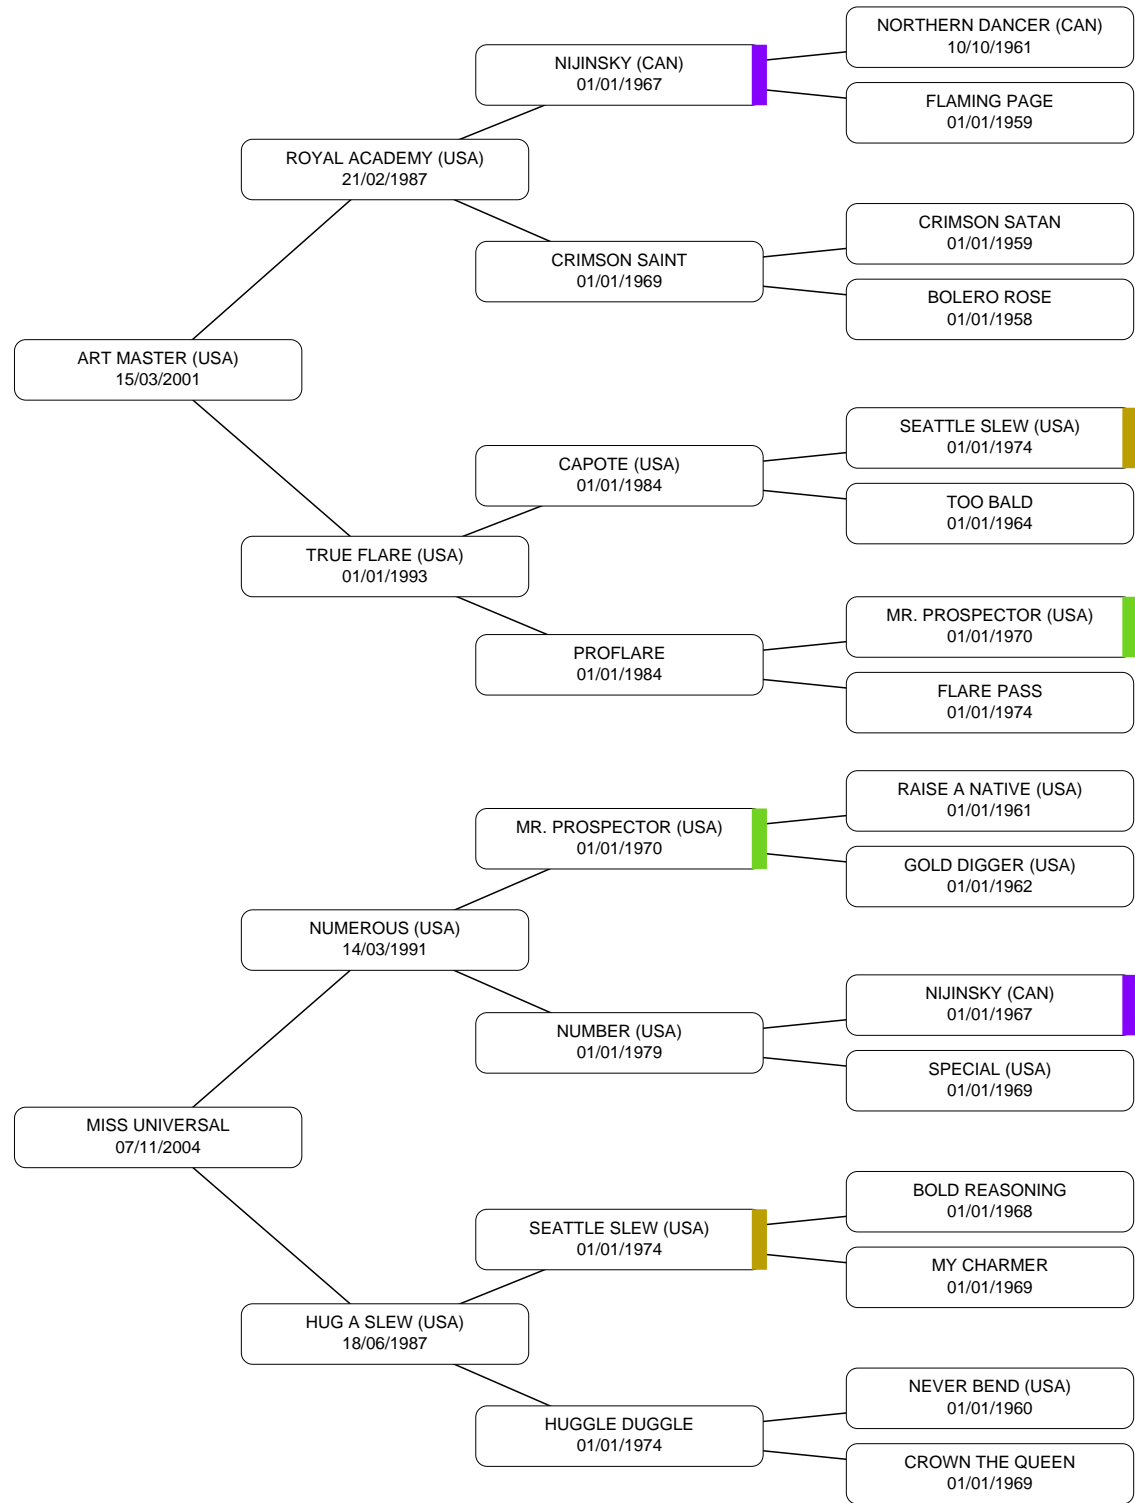 NORTHERN DANCER (CAN)
10/10/1961
NIJINSKY (CAN)
01/01/1967
FLAMING PAGE
01/01/1959
ROYAL ACADEMY (USA)
21/02/1987
CRIMSON SATAN
01/01/1959
CRIMSON SAINT
01/01/1969
BOLERO ROSE
01/01/1958
ART MASTER (USA)
15/03/2001
SEATTLE SLEW (USA)
01/01/1974
CAPOTE (USA)
01/01/1984
TOO BALD
01/01/1964
TRUE FLARE (USA)
01/01/1993
MR. PROSPECTOR (USA)
01/01/1970
PROFLARE
01/01/1984
FLARE PASS
01/01/1974
RAISE A NATIVE (USA)
01/01/1961
MR. PROSPECTOR (USA)
01/01/1970
GOLD DIGGER (USA)
01/01/1962
NUMEROUS (USA)
14/03/1991
NIJINSKY (CAN)
01/01/1967
NUMBER (USA)
01/01/1979
SPECIAL (USA)
01/01/1969
MISS UNIVERSAL
07/11/2004
BOLD REASONING
01/01/1968
SEATTLE SLEW (USA)
01/01/1974
MY CHARMER
01/01/1969
HUG A SLEW (USA)
18/06/1987
NEVER BEND (USA)
01/01/1960
HUGGLE DUGGLE
01/01/1974
CROWN THE QUEEN
01/01/1969